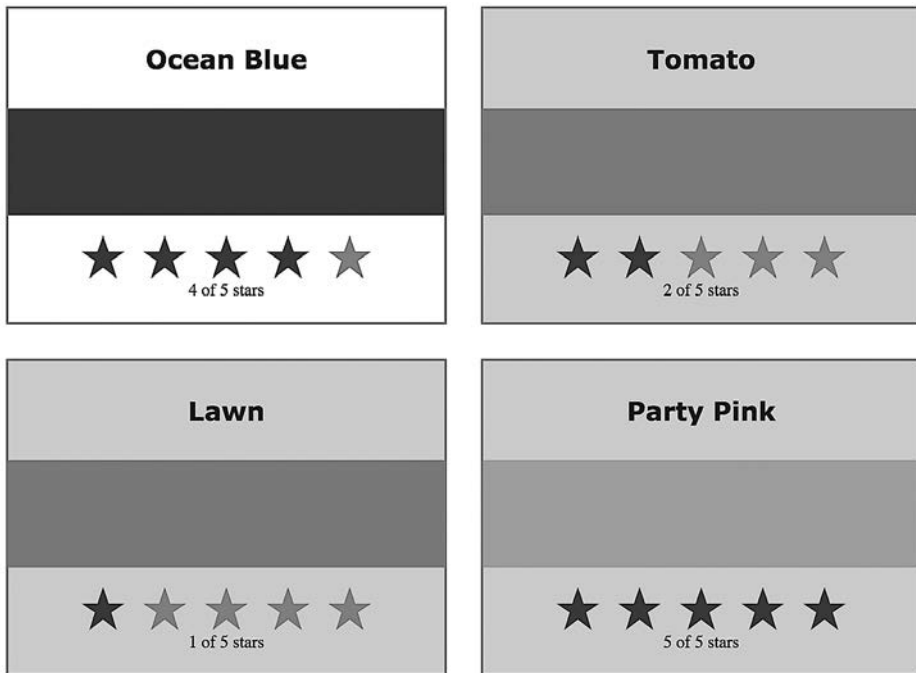 Ocean Blue
4 of 5 stars
Tomato
2 of 5 stars
Lawn
1 of 5 stars
Party Pink
5 of 5 stars